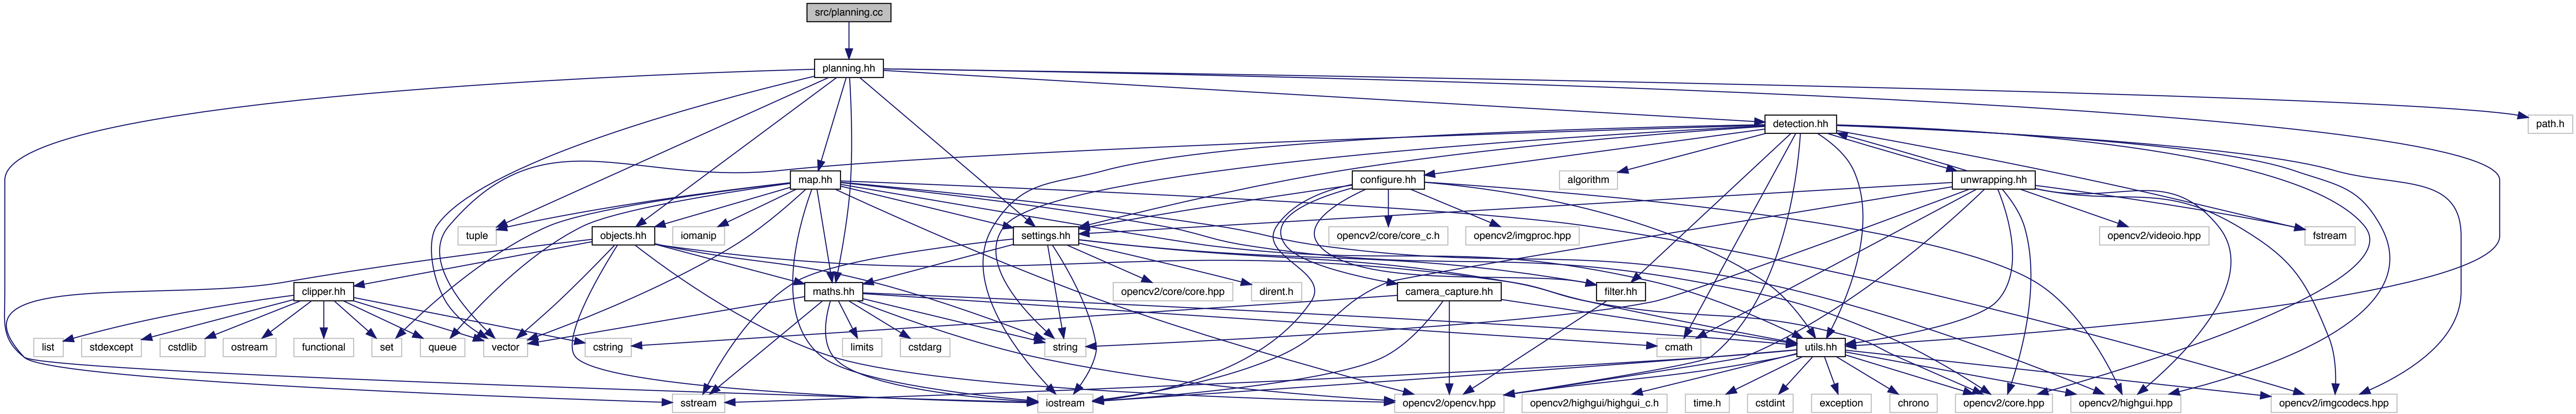 src/planning.cc
planning.hh
detection.hh
path.h
map.hh
configure.hh
algorithm
unwrapping.hh
tuple
objects.hh
iomanip
settings.hh
opencv2/core/core_c.h
opencv2/imgproc.hpp
opencv2/videoio.hpp
fstream
clipper.hh
maths.hh
opencv2/core/core.hpp
dirent.h
camera_capture.hh
filter.hh
list
stdexcept
cstdlib
ostream
functional
set
queue
vector
cstring
limits
cstdarg
string
cmath
utils.hh
sstream
iostream
opencv2/opencv.hpp
opencv2/highgui/highgui_c.h
time.h
cstdint
exception
chrono
opencv2/core.hpp
opencv2/highgui.hpp
opencv2/imgcodecs.hpp